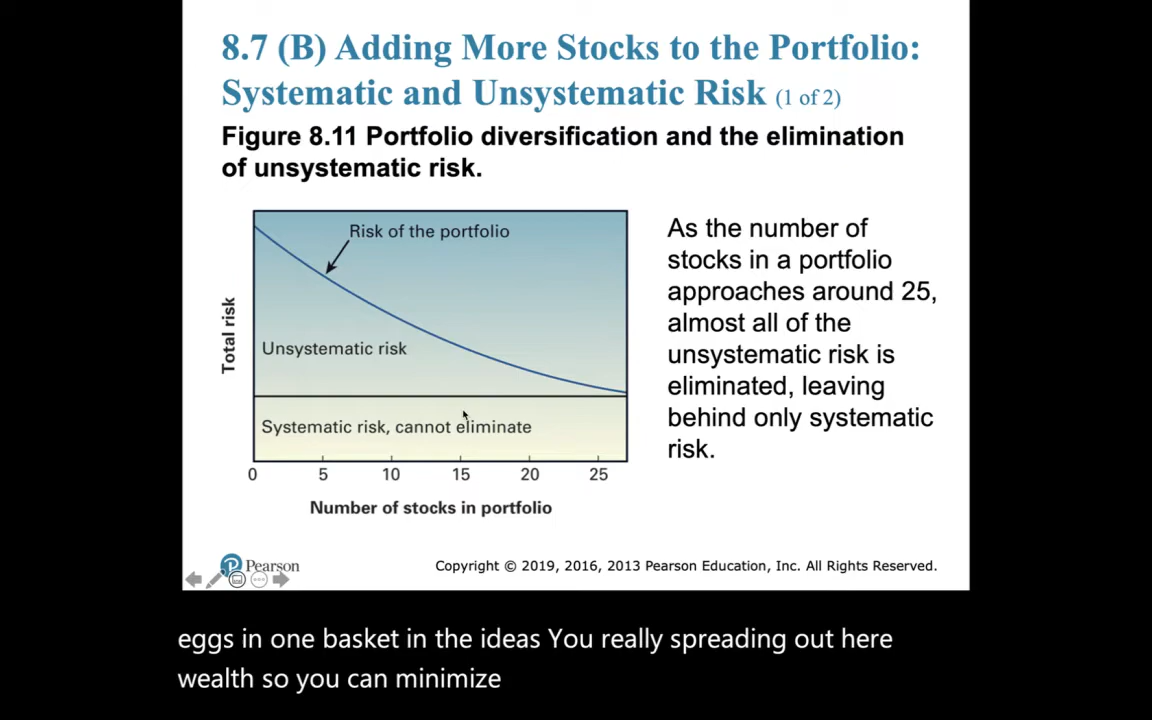 8.7 (B) Adding More Stocks to the Portfolio:
Systematic and Unsystematic Risk (1 of 2)
Figure 8.11 Portfolio diversification and the elimination
of unsystematic risk.
Risk of the portfolio
Total risk
Unsystematic risk
Systematic risk, cannot eliminate
0 5 10 15 20 25
Number of stocks in portfolio
As the number of
stocks in a portfolio
approaches around 25,
almost all of the
unsystematic risk is
eliminated, leaving
behind only systematic
risk.
Pearson
Copyright © 2019, 2016, 2013 Pearson Education, Inc. All Rights Reserved.
eggs in one basket in the ideas You really spreading out here
wealth so you can minimize